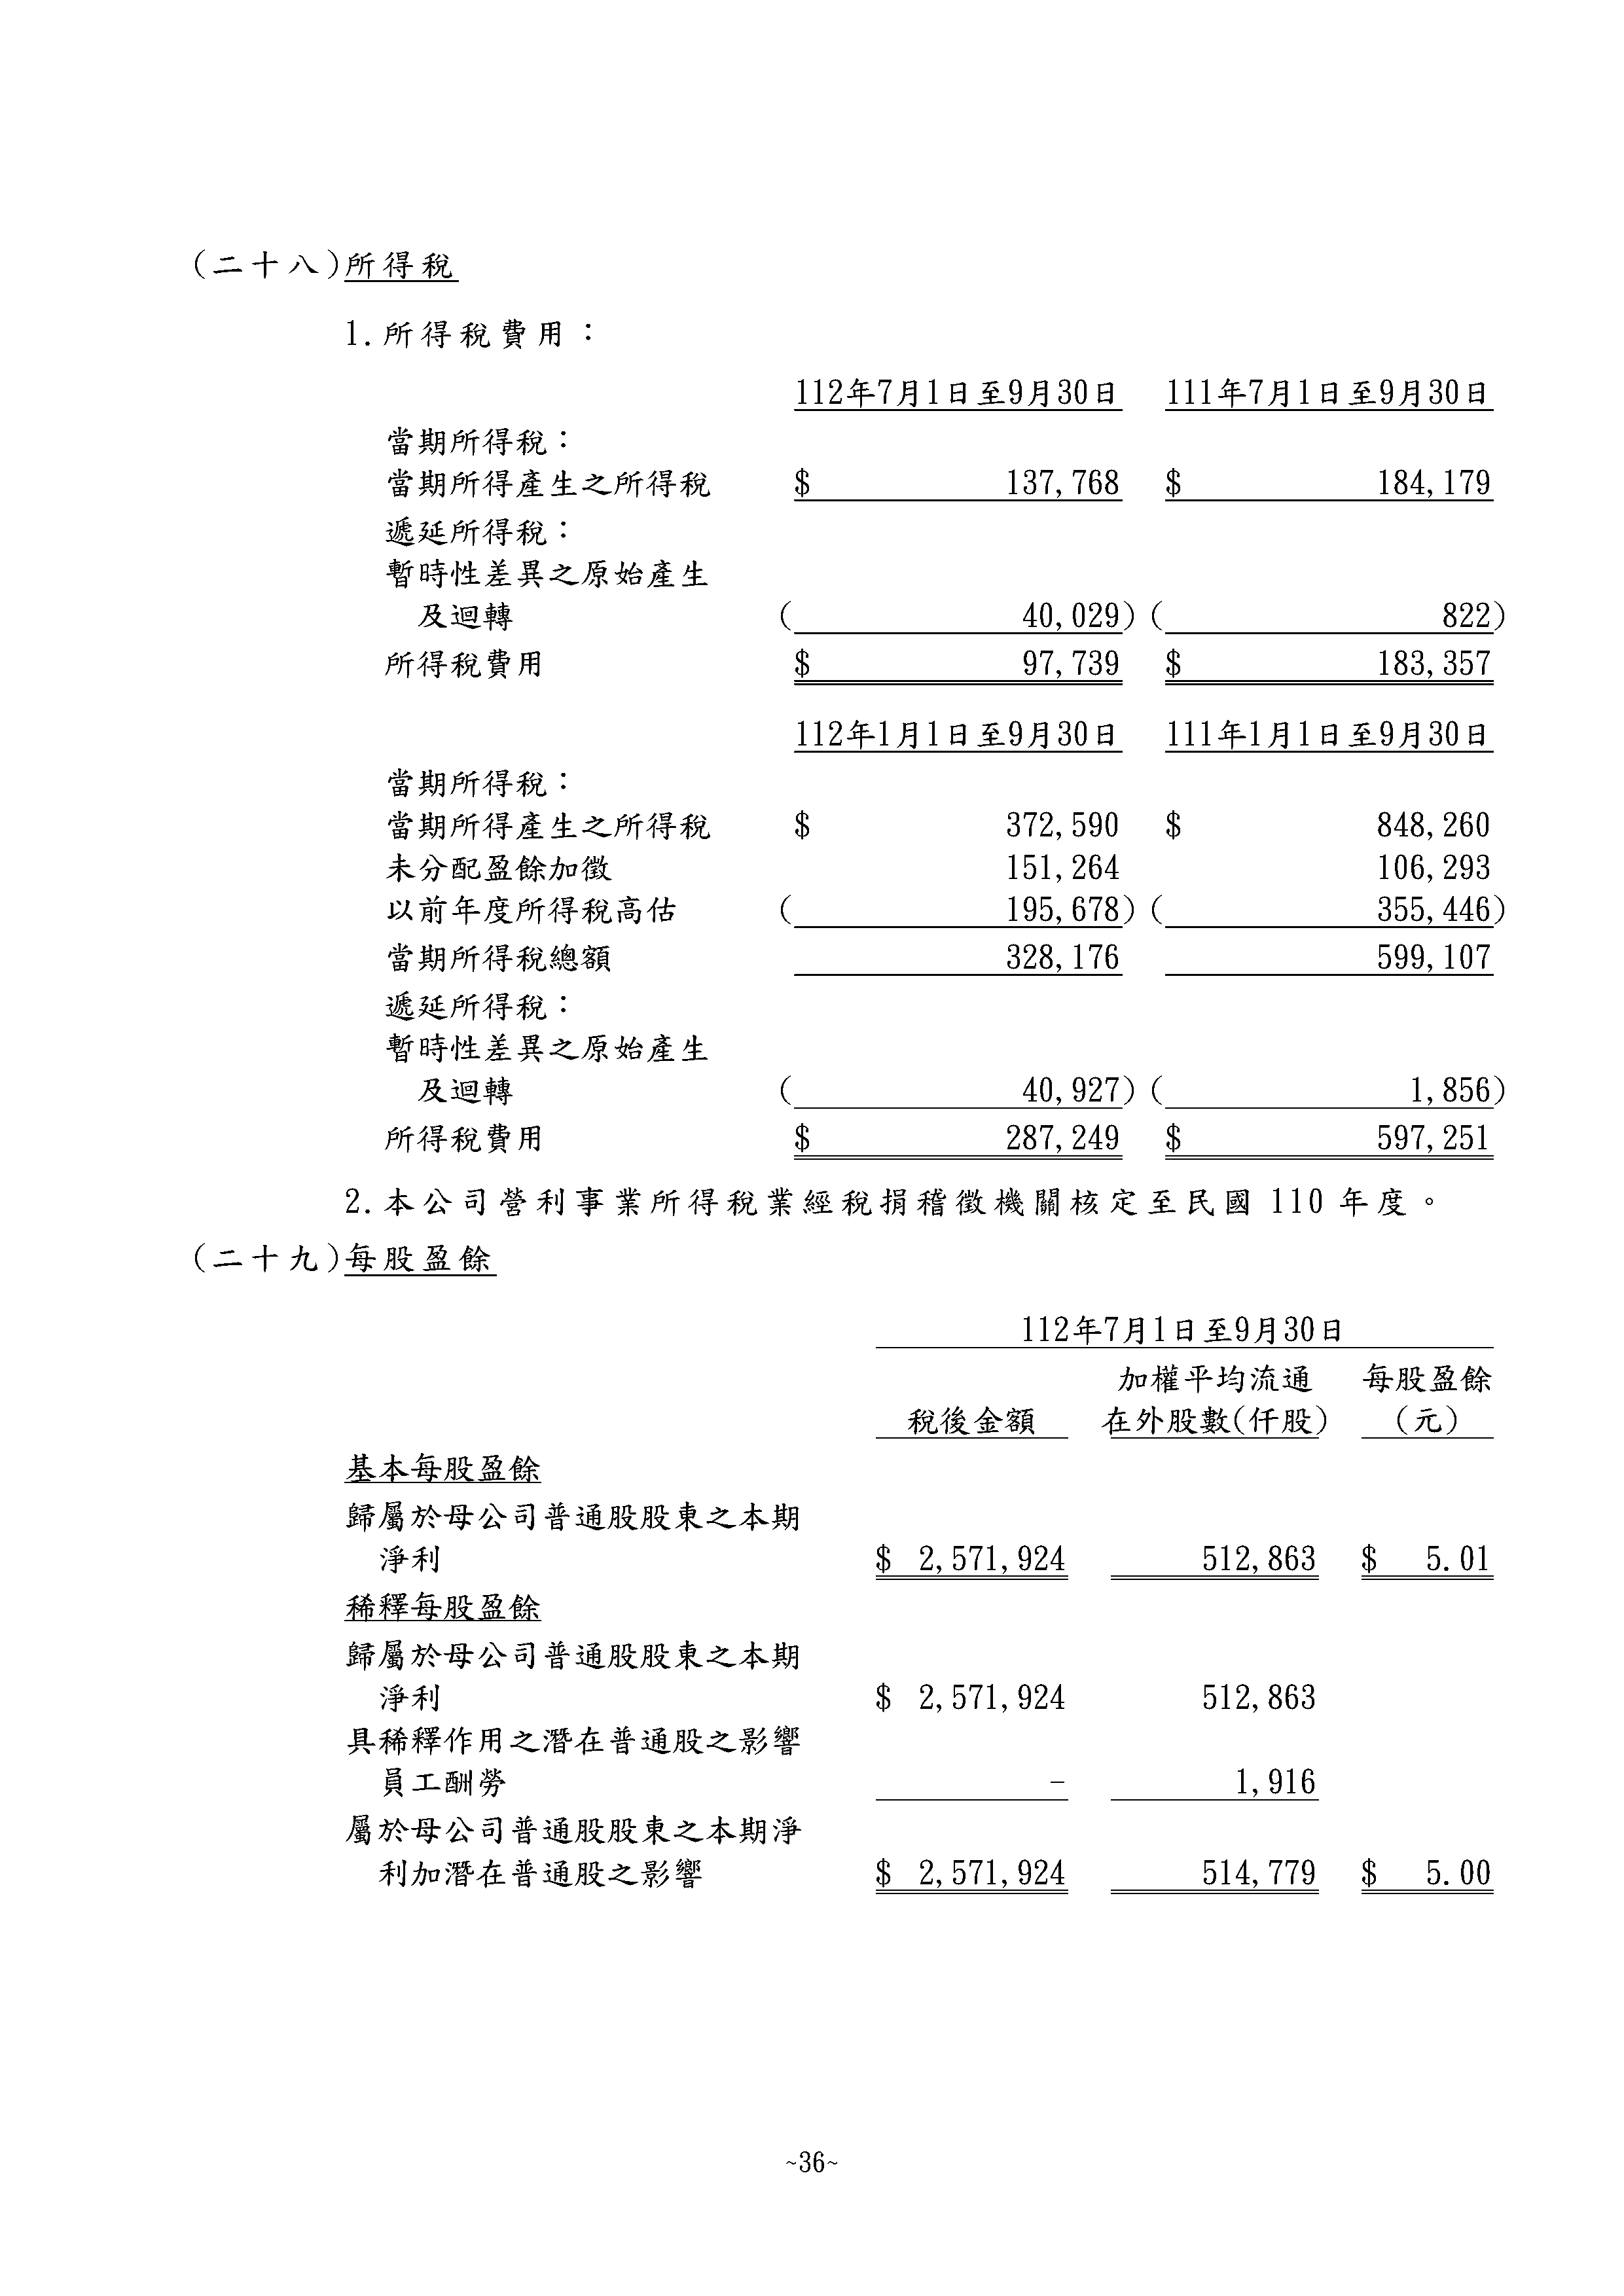 (二十八)所得稅
1.所得稅費用：
112年7月1日至9月30日 111年7月1日至9月30日
當期所得稅：
當期所得產生之所得稅 $ 137,768 $ 184,179
遞延所得稅：
暫時性差異之原始產生
及迴轉 ( 40,029) ( 822)
所得稅費用 $ 97,739 $ 183,357
112年1月1日至9月30日 111年1月1日至9月30日
當期所得稅：
當期所得產生之所得稅 $ 372,590 $ 848,260
未分配盈餘加徵 151,264 106,293
以前年度所得稅高估 ( 195,678) ( 355,446)
當期所得稅總額 328,176 599,107
遞延所得稅：
暫時性差異之原始產生
及迴轉 ( 40,927) ( 1,856)
所得稅費用 $ 287,249 $ 597,251
2.本公司營利事業所得稅業經稅捐稽徵機關核定至民國 110 年度。
(二十九)每股盈餘
112年7月1日至9月30日
加權平均流通 每股盈餘
稅後金額 在外股數(仟股) (元)
基本每股盈餘
歸屬於母公司普通股股東之本期
淨利 $ 2,571,924 512,863 $ 5.01
稀釋每股盈餘
歸屬於母公司普通股股東之本期
淨利 $ 2,571,924 512,863
具稀釋作用之潛在普通股之影響
員工酬勞 - 1,916
屬於母公司普通股股東之本期淨
利加潛在普通股之影響 $ 2,571,924 514,779 $ 5.00
~36~